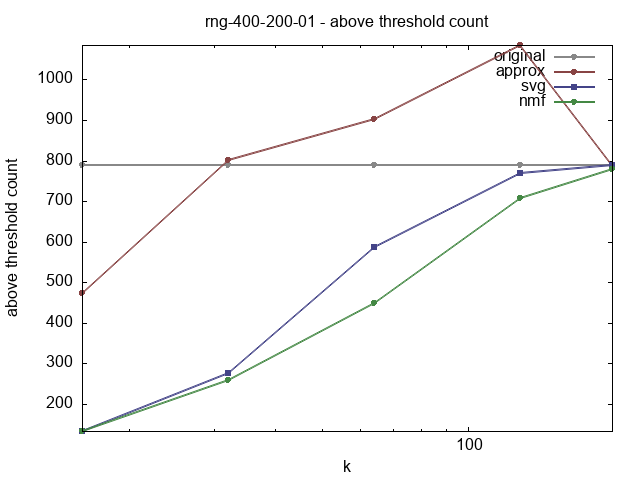 rng-400-200-01 - above threshold count
original
approx
svg
nmf
1000
900
800
700
600
500
400
300
200
above threshold count
100
k